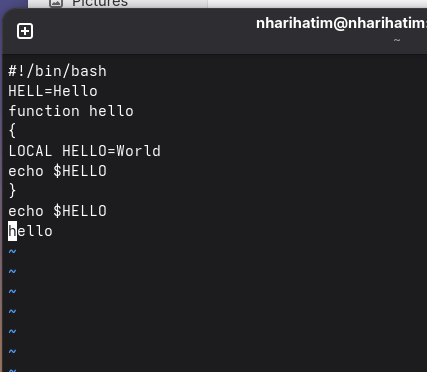 Pictures
nharihatim@nharihatim:
~
#!/bin/bash
HELL=Hello
function hello
{
LOCAL HELLO=World
echo $HELLO
}
echo $HELLO
hello
~
~
~
~
~
~
~